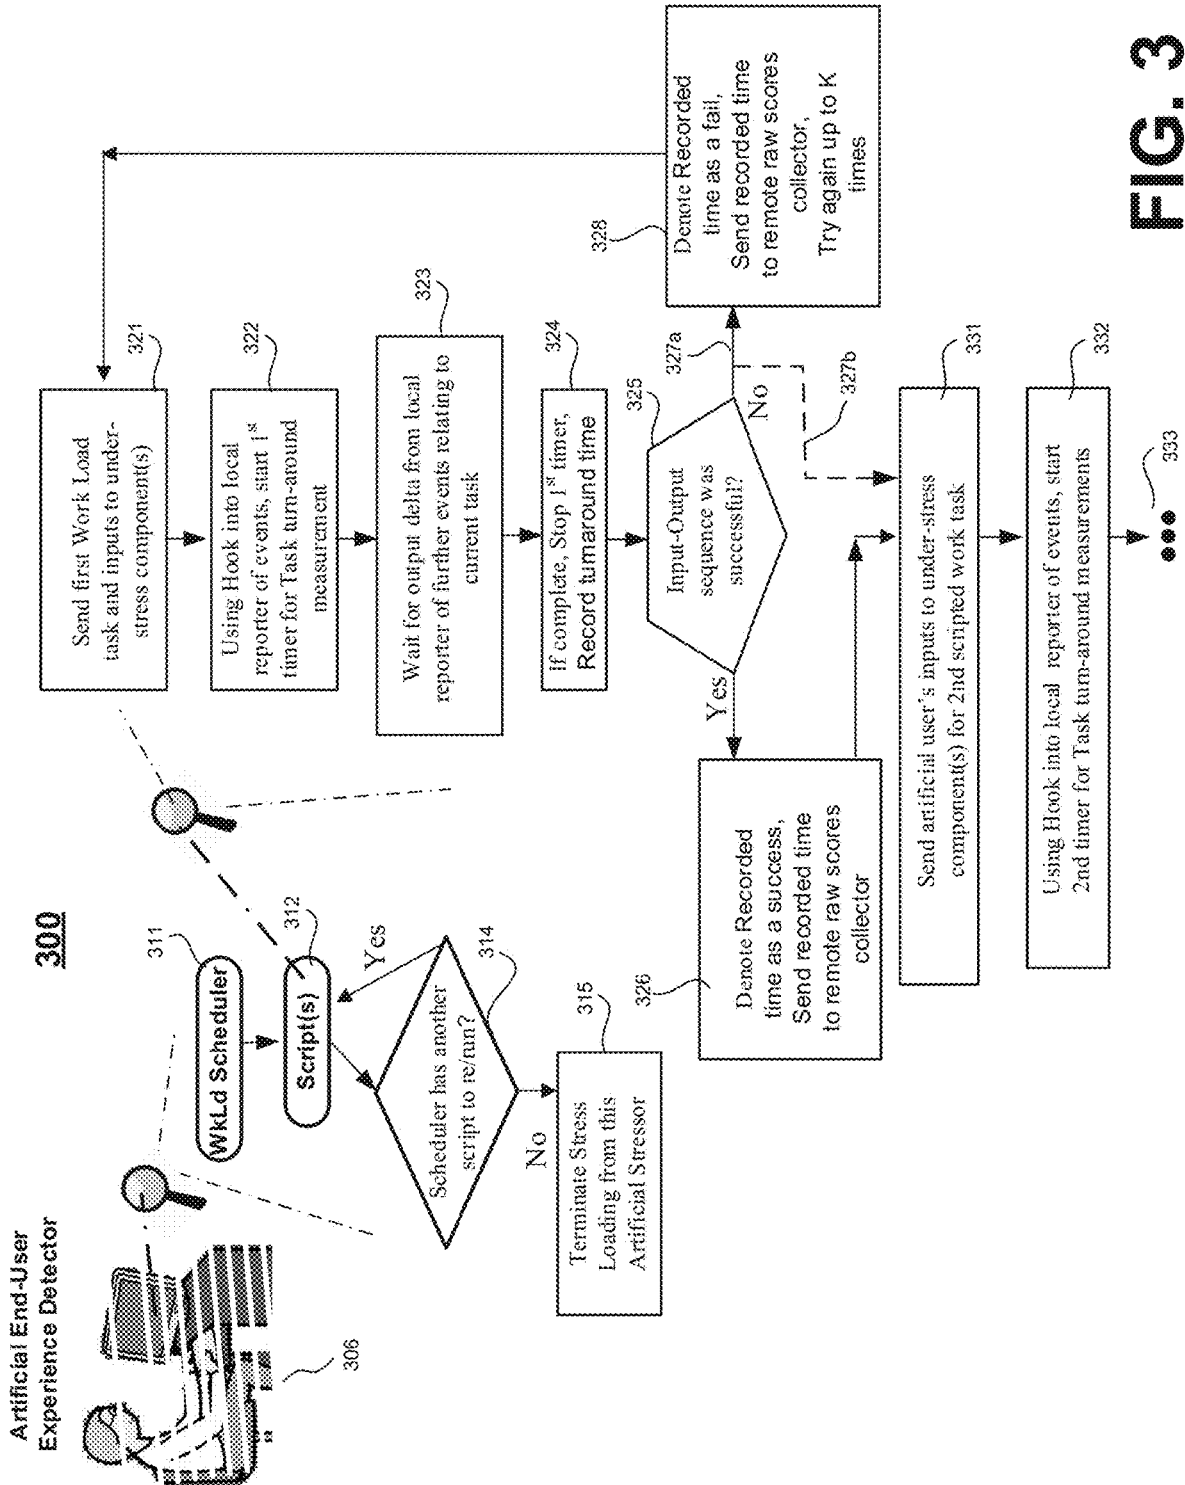 Artificial End-User
Experience Detector
306
300
WkLd Scheduler
311
Script(s)
312
Yes
Scheduler has another
script to re/run?
314
No
Terminate Stress
Loading from this
Artificial Stressor
315
Send first Work Load
task and inputs to under-
stress component(s)
321
Using Hook into local
reporter of events, start 1st
timer for Task turn-around
measurement
322
Wait for output delta from local
reporter of further events relating to
current task
323
If complete, Stop 1st timer,
Record turnaround time
324
Input-Output
sequence was
successful?
325
Yes
No
327a
327b
Denote Recorded
time as a success,
Send recorded time
to remote raw scores
collector
326
Denote Recorded
time as a fail,
Send recorded time
to remote raw scores
collector,
Try again up to K
times
328
Send artificial user's inputs to under-stress
component(s) for 2nd scripted work task
331
Using Hook into local reporter of events, start
2nd timer for Task turn-around measurements
332
333
FIG. 3